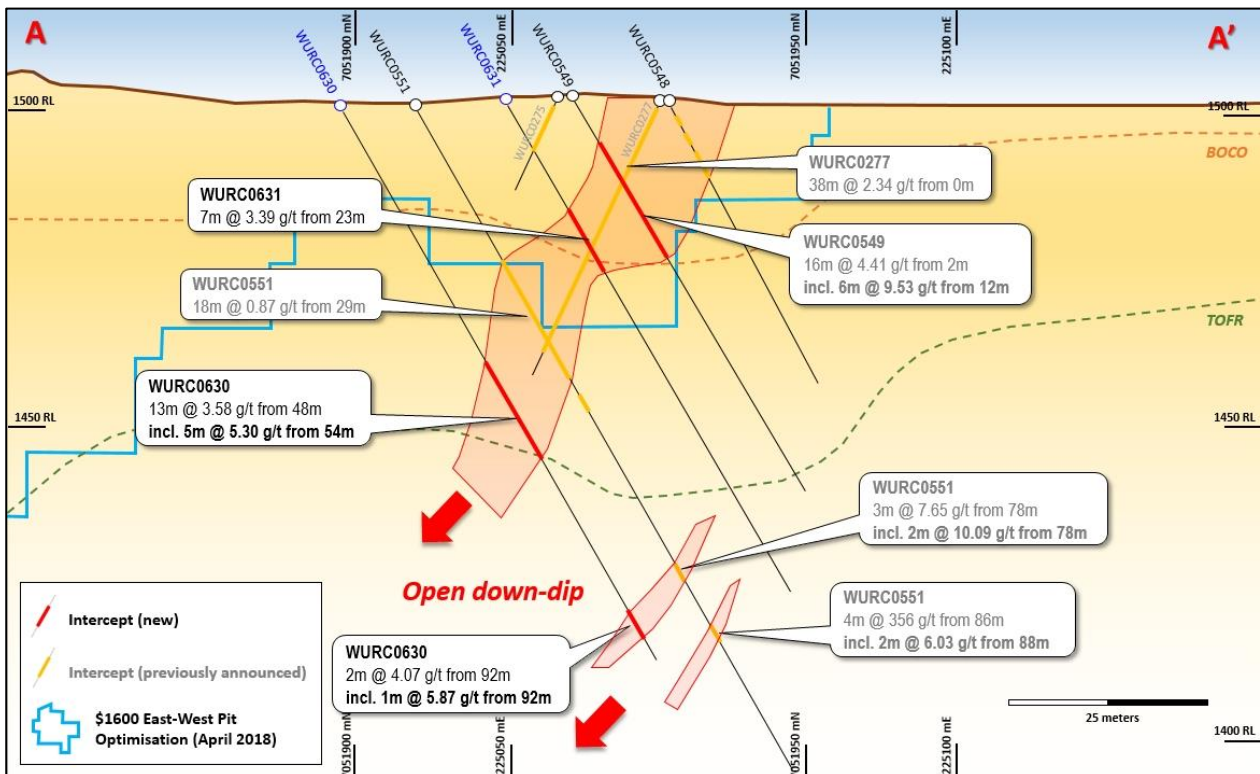 A
A'
7051900 mN
225050 mE
7051950 mN
225100 mE
WURC0630
WURC0551
WURC0631
WURC0549
WURC0548
1500 RL
1500 RL
WURC0275
WURC0277
BOCO
WURC0277
38m @ 2.34 g/t from 0m
WURC0631
7m @ 3.39 g/t from 23m
WURC0549
16m @ 4.41 g/t from 2m
incl. 6m @ 9.53 g/t from 12m
WURC0551
18m @ 0.87 g/t from 29m
TOFR
WURC0630
13m @ 3.58 g/t from 48m
incl. 5m @ 5.30 g/t from 54m
1450 RL
1450 RL
WURC0551
3m @ 7.65 g/t from 78m
incl. 2m @ 10.09 g/t from 78m
Open down-dip
WURC0551
4m @ 356 g/t from 86m
incl. 2m @ 6.03 g/t from 88m
WURC0630
2m @ 4.07 g/t from 92m
incl. 1m @ 5.87 g/t from 92m
Intercept (new)
Intercept (previously announced)
$1600 East-West Pit
Optimisation (April 2018)
25 meters
7051900 mN
225050 mE
7051950 mN
225100 mE
1400 RL